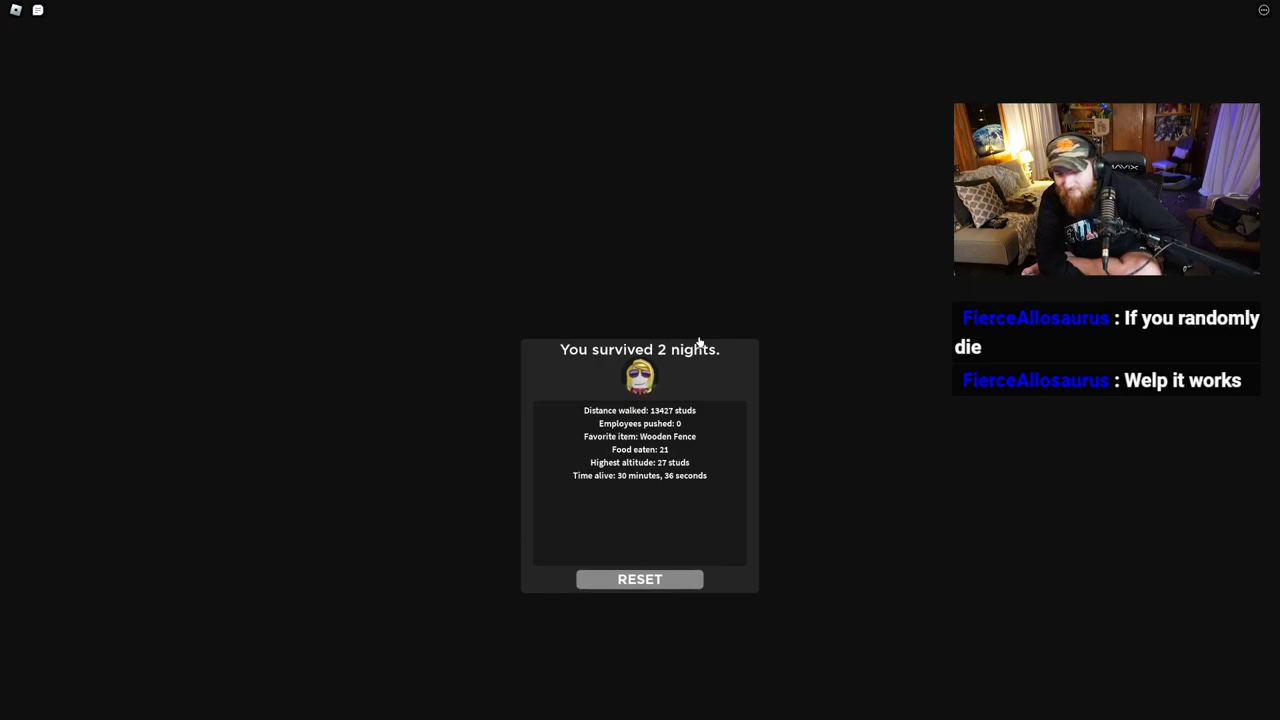 You survived 2 nights.
Distance walked: 13427 studs
Employees pushed: 0
Favorite item: Wooden Fence
Food eaten: 21
Highest altitude: 27 studs
Time alive: 30 minutes, 36 seconds
RESET
MAVIX
FierceAllosaurus : If you randomly
die
FierceAllosaurus : Welp it works